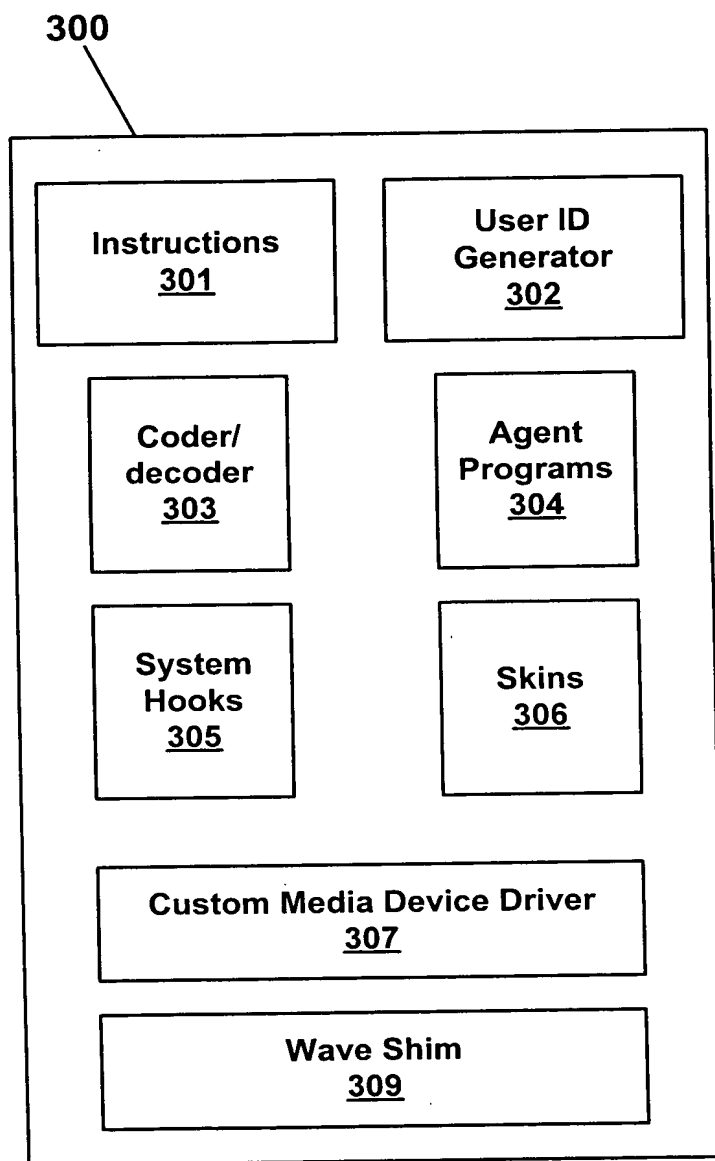 300
Instructions
301
User ID
Generator
302
Coder/
decoder
303
Agent
Programs
304
System
Hooks
305
Skins
306
Custom Media Device Driver
307
Wave Shim
309